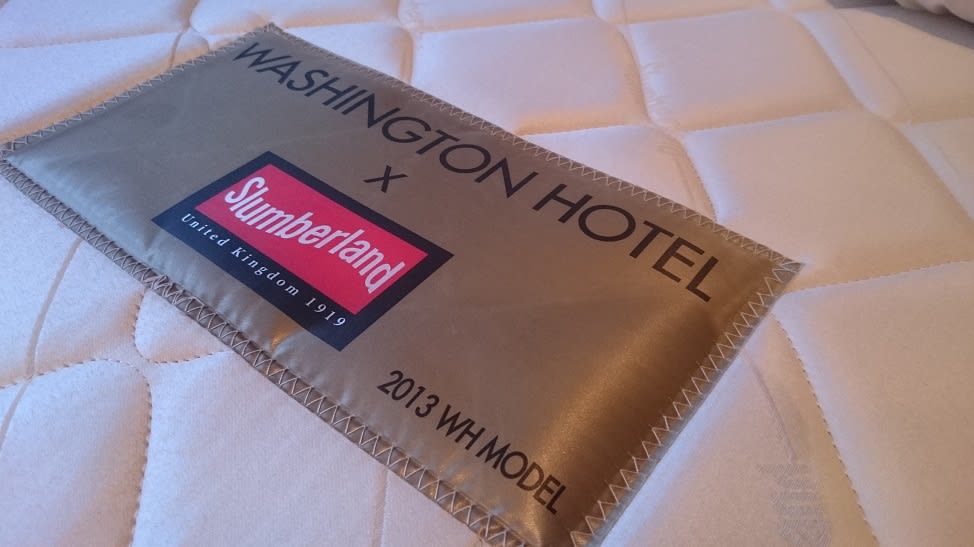 WASHINGTON HOTEL
X
Slumberland
United Kingdom 1919
2013 WH MODEL